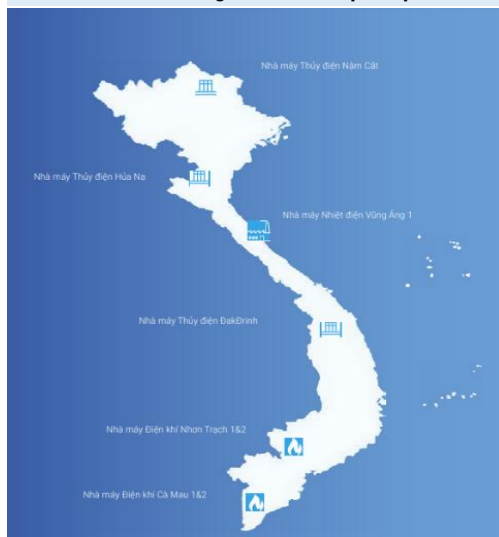 Nhà máy Thủy điện Nậm Cắt
Nhà máy Thủy điện Hủa Na
Nhà máy Nhiệt điện Vũng Áng 1
Nhà máy Thủy điện ĐakĐrinh
Nhà máy Điện khí Nhơn Trạch 1&2
Nhà máy Điện khí Cà Mau 1&2